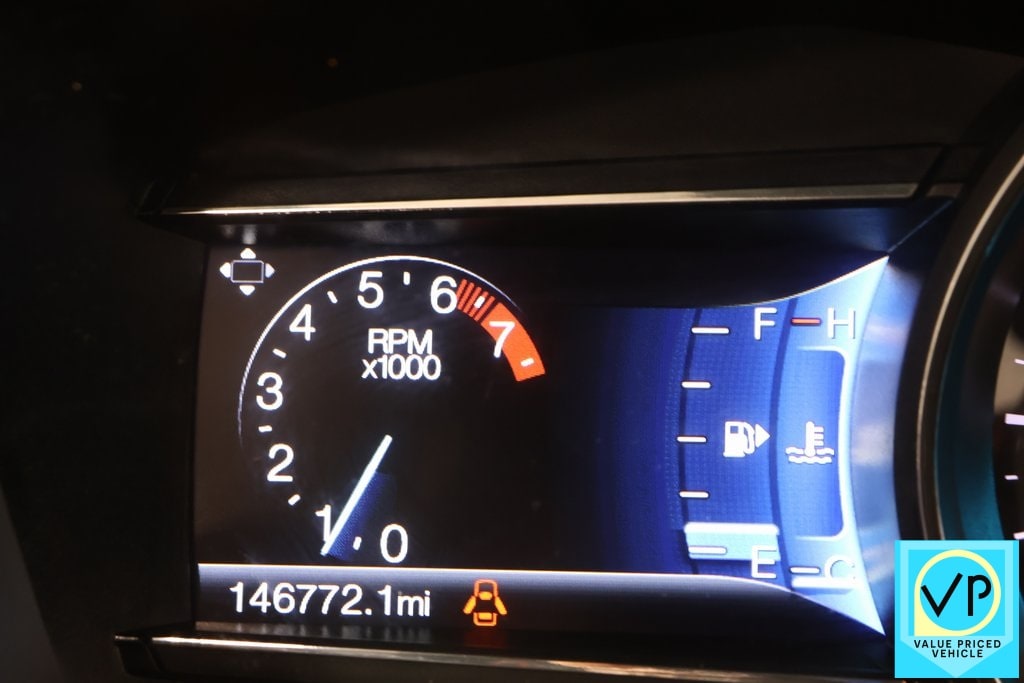 5
6
4
7
RPM
x1000
3
2
1
0
F
H
E
C
146772.1mi
VP
VALUE PRICED
VEHICLE